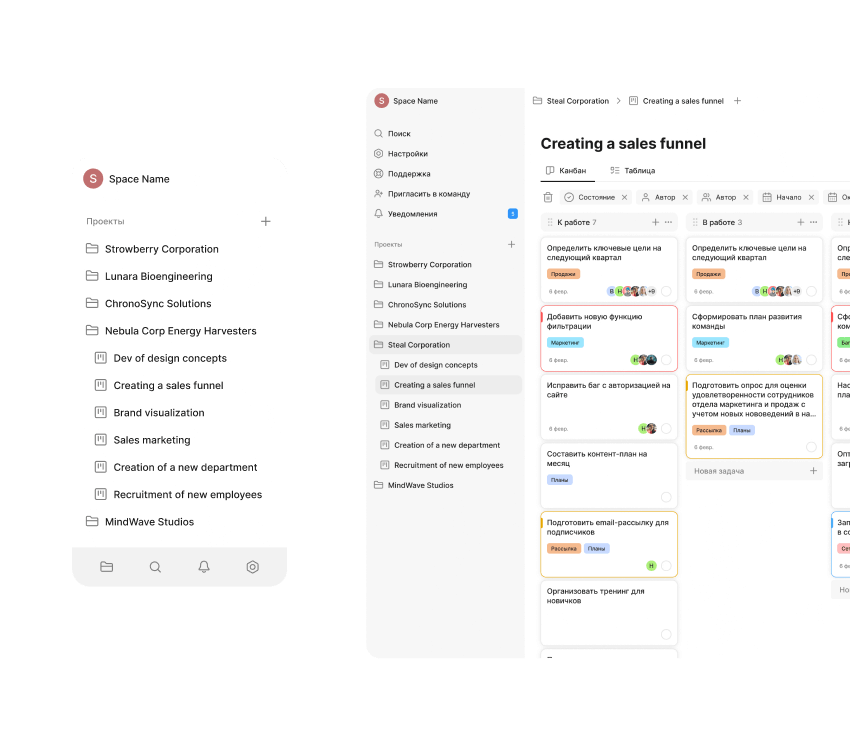 S Space Name
Проекты
Strowberry Corporation
Lunara Bioengineering
ChronoSync Solutions
Nebula Corp Energy Harvesters
Dev of design concepts
Creating a sales funnel
Brand visualization
Sales marketing
Creation of a new department
Recruitment of new employees
MindWave Studios
S Space Name
Поиск
Настройки
Поддержка
Пригласить в команду
Уведомления 5
Проекты
Strowberry Corporation
Lunara Bioengineering
ChronoSync Solutions
Nebula Corp Energy Harvesters
Steal Corporation
Dev of design concepts
Creating a sales funnel
Brand visualization
Sales marketing
Creation of a new department
Recruitment of new employees
MindWave Studios
Steal Corporation Creating a sales funnel
Creating a sales funnel
Канбан Таблица
Состояние Автор Автор Начало
К работе 7
Определить ключевые цели на
следующий квартал
Продажи
6 февр. В Н +9
Добавить новую функцию
фильтрации
Маркетинг
6 февр. Н
Исправить баг с авторизацией на
сайте
6 февр. Н
Составить контент-план на
месяц
Планы
Подготовить email-рассылку для
подписчиков
Рассылка Планы
Н
Организовать тренинг для
новичков
В работе 3
Определить ключевые цели на
следующий квартал
Продажи
6 февр. В Н +9
Сформировать план развития
команды
Маркетинг
6 февр. Н
Подготовить опрос для оценки
удовлетворенности сотрудников
отдела маркетинга и продаж с
учетом новых нововедений в на...
Рассылка Планы
6 февр.
Новая задача